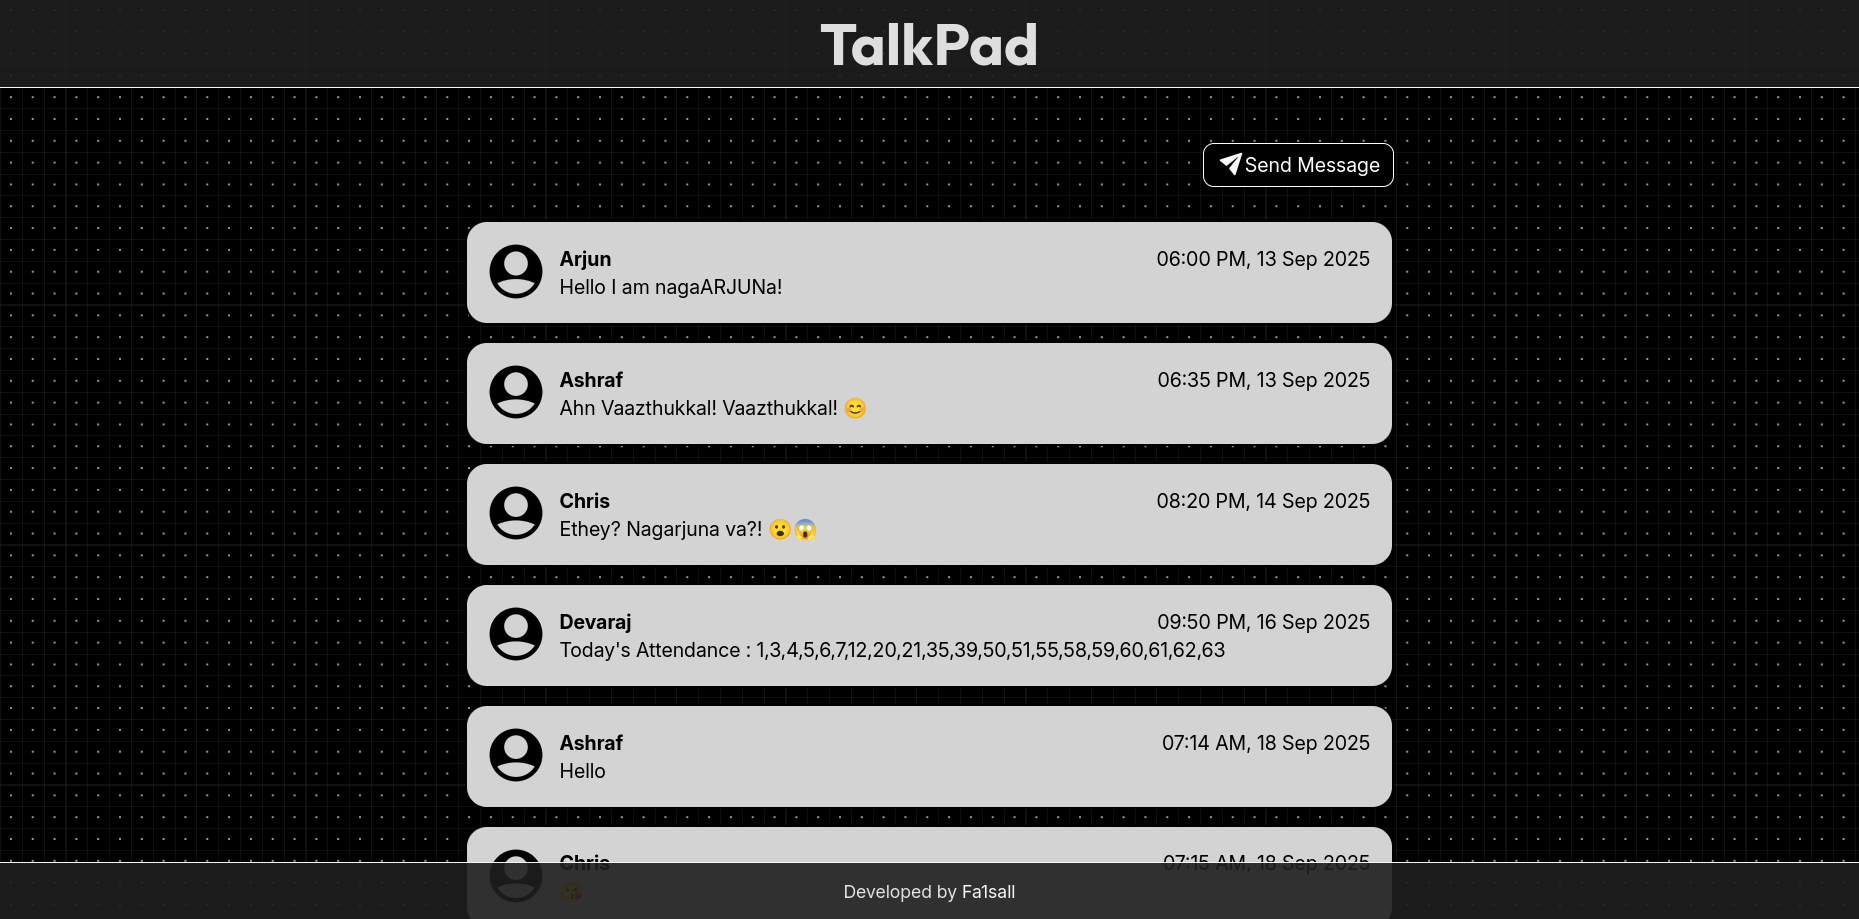 TalkPad
Send Message
Arjun
06:00 PM, 13 Sep 2025
Hello I am nagaARJUNa!
Ashraf
06:35 PM, 13 Sep 2025
Ahn Vaazthukkal! Vaazthukkal! 😊
Chris
08:20 PM, 14 Sep 2025
Ethey? Nagarjuna va?! 😮😱
Devaraj
09:50 PM, 16 Sep 2025
Today's Attendance : 1,3,4,5,6,7,12,20,21,35,39,50,51,55,58,59,60,61,62,63
Ashraf
07:14 AM, 18 Sep 2025
Hello
Chris
07:15 AM, 18 Sep 2025
😘
Developed by Fa1sall